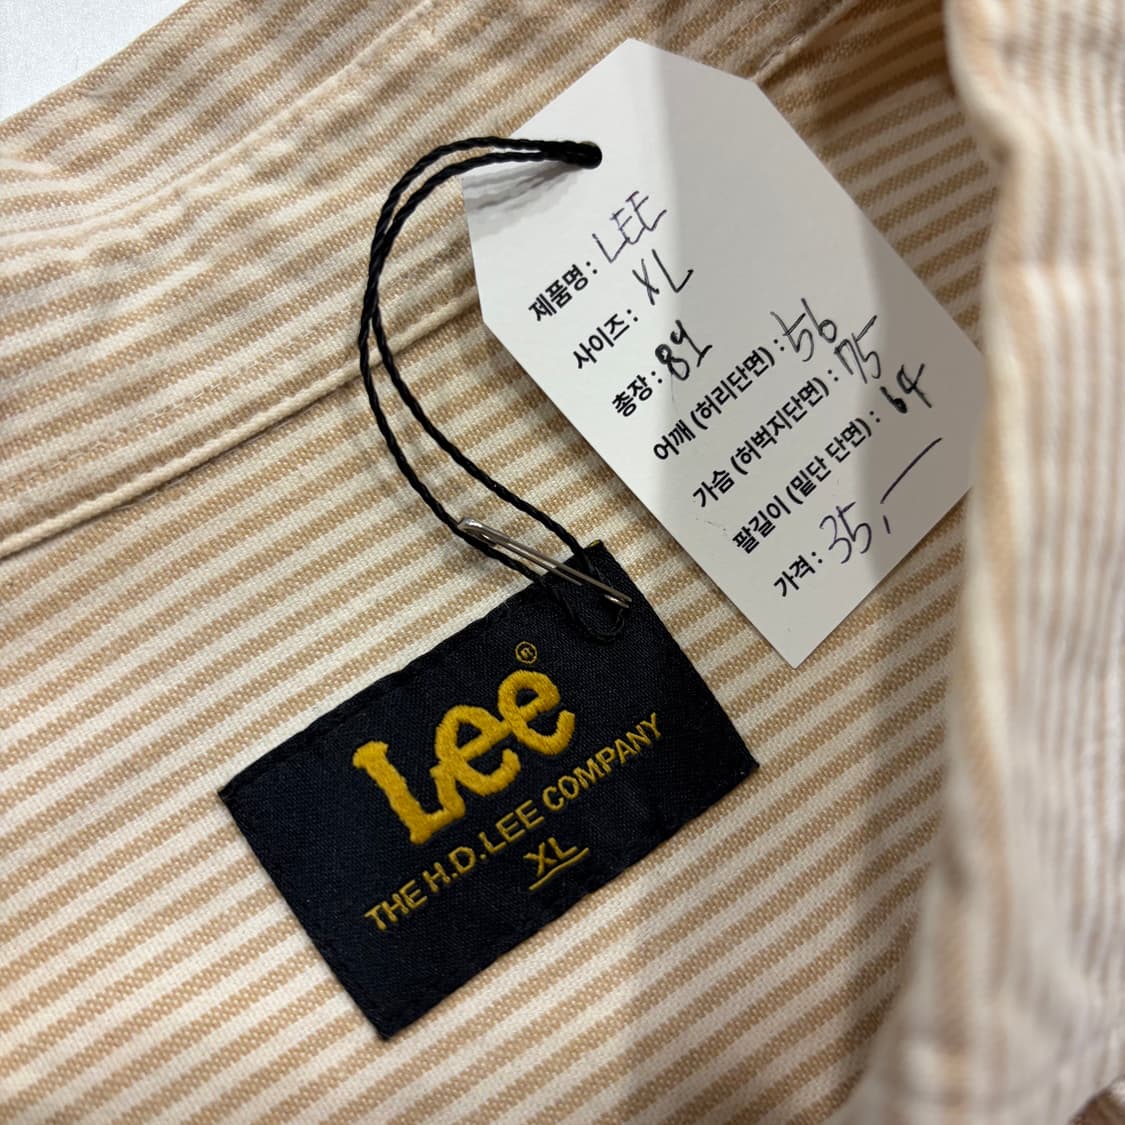 제품명 : LEE
사이즈 : XL
총장 : 81
어깨 (허리단면) : 56
가슴 (허벅지단면) : 75
팔길이 (밑단 단면) : 64
가격 : 35,—
Lee®
THE H.D.LEE COMPANY
XL